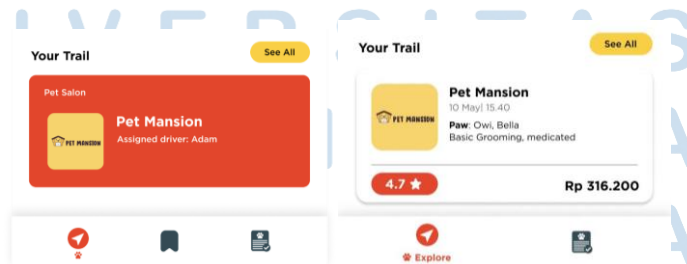 Your Trail
See All
Pet Salon
PET MANSION
Pet Mansion
Assigned driver: Adam
Your Trail
See All
PET MANSION
Pet Mansion
10 May| 15.40
Paw: Owi, Bella
Basic Grooming, medicated
4.7
Rp 316.200
Explore